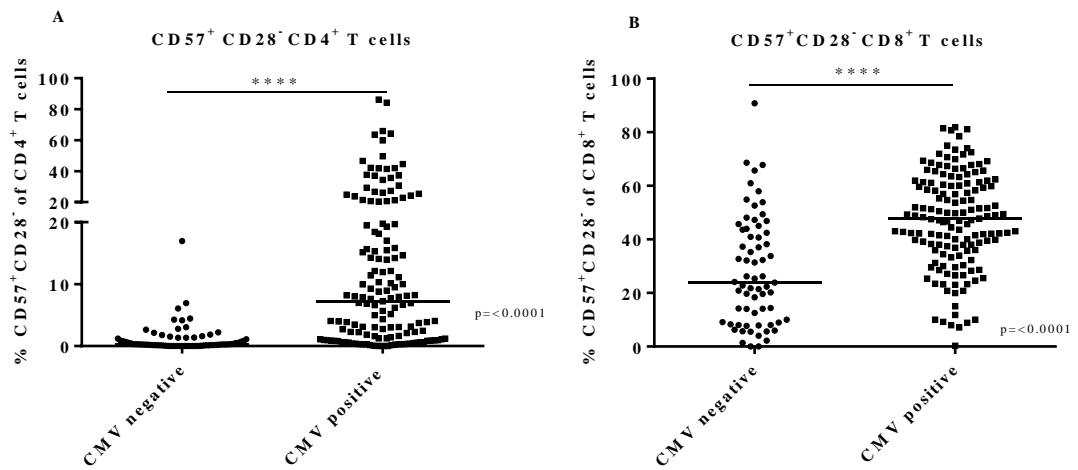 A
CD57⁺ CD28⁻CD4⁺ T cells
% CD57⁺CD28⁻ of CD4⁺ T cells
100
80
60
40
20
20
10
0
****
p=<0.0001
CMV negative
CMV positive
B
CD57⁺CD28⁻CD8⁺ T cells
% CD57⁺CD28⁻ of CD8⁺ T cells
100
80
60
40
20
0
****
p=<0.0001
CMV negative
CMV positive